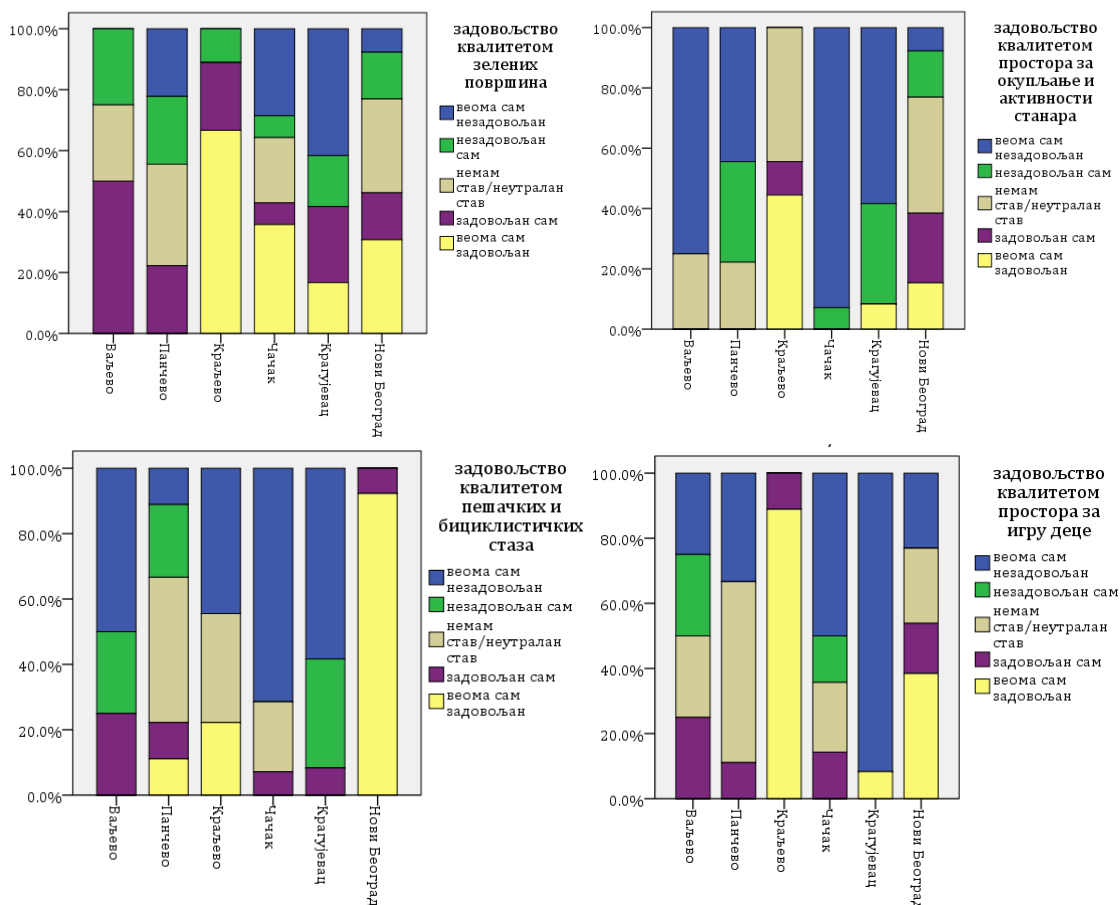 100.0%
80.0%
60.0%
40.0%
20.0%
0.0%
Ваљево
Панчево
Краљево
Чачак
Крагујевац
Нови Београд
задовољство
квалитетом
зелених
површина
веома сам
незадовољан
незадовољан
сам
немам
став/неутралан
став
задовољан сам
веома сам
задовољан
100.0%
80.0%
60.0%
40.0%
20.0%
0.0%
Ваљево
Панчево
Краљево
Чачак
Крагујевац
Нови Београд
задовољство
квалитетом
простора за
окупљање и
активности
станара
веома сам
незадовољан
незадовољан сам
немам
став/неутралан
став
задовољан сам
веома сам
задовољан
100.0%
80.0%
60.0%
40.0%
20.0%
0.0%
Ваљево
Панчево
Краљево
Чачак
Крагујевац
Нови Београд
задовољство
квалитетом
пешачких и
бициклистичких
стаза
веома сам
незадовољан
незадовољан сам
немам
став/неутралан
став
задовољан сам
веома сам
задовољан
100.0%
80.0%
60.0%
40.0%
20.0%
0.0%
Ваљево
Панчево
Краљево
Чачак
Крагујевац
Нови Београд
задовољство
квалитетом
простора за
игру деце
веома сам
незадовољан
незадовољан сам
немам
став/неутралан
став
задовољан сам
веома сам
задовољан